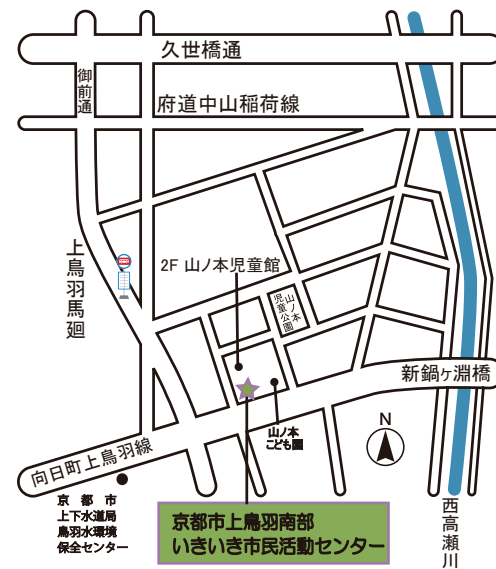 久世橋通
御前通
府道中山稲荷線
上鳥羽馬廻
2F 山ノ本児童館
山ノ本
児童公園
新鍋ヶ淵橋
山ノ本
こども園
N
向日町上鳥羽線
京都市
上下水道局
鳥羽水環境
保全センター
京都市上鳥羽南部
いきいき市民活動センター
西高瀬川